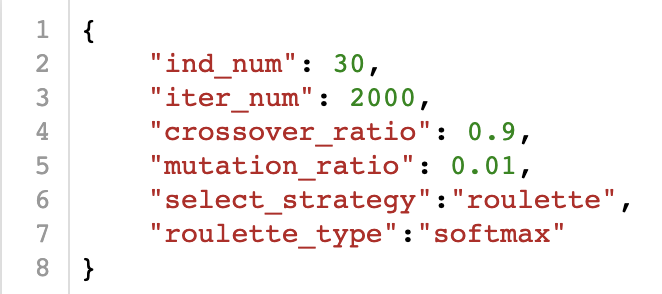 1 {
2 "ind_num": 30,
3 "iter_num": 2000,
4 "crossover_ratio": 0.9,
5 "mutation_ratio": 0.01,
6 "select_strategy":"roulette",
7 "roulette_type":"softmax"
8 }